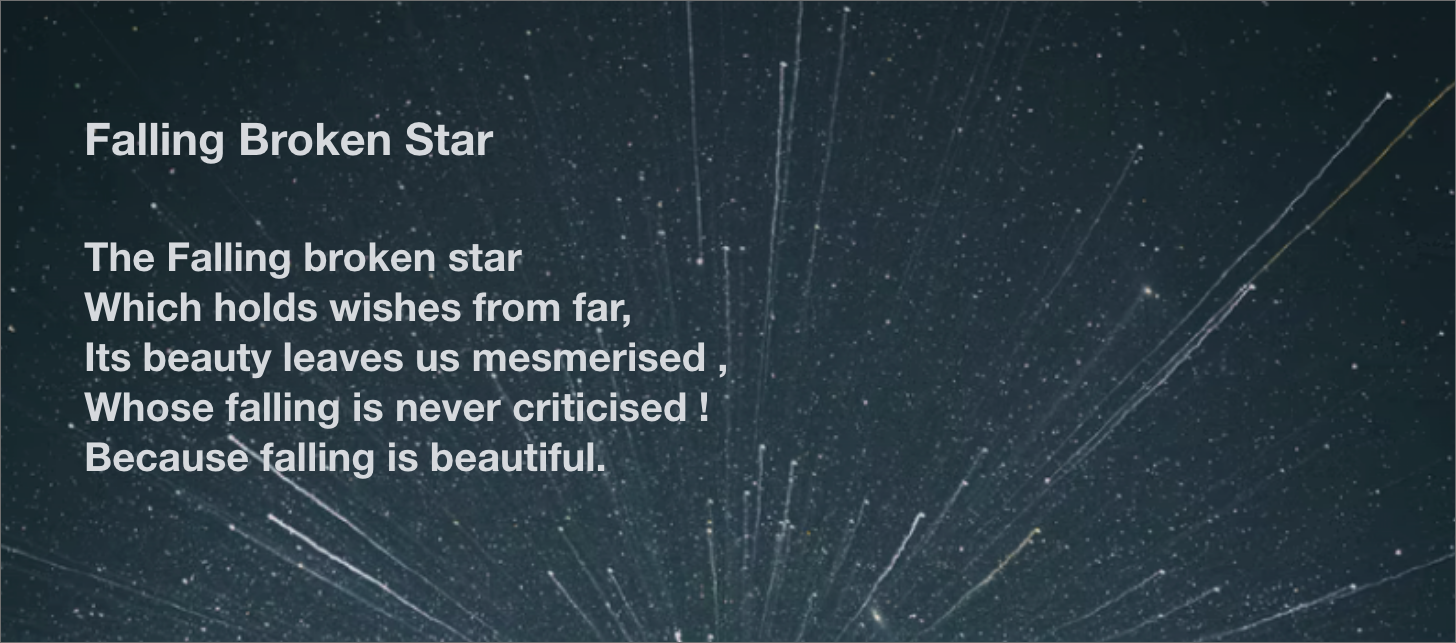 Falling Broken Star
The Falling broken star
Which holds wishes from far,
Its beauty leaves us mesmerised ,
Whose falling is never criticised !
Because falling is beautiful.